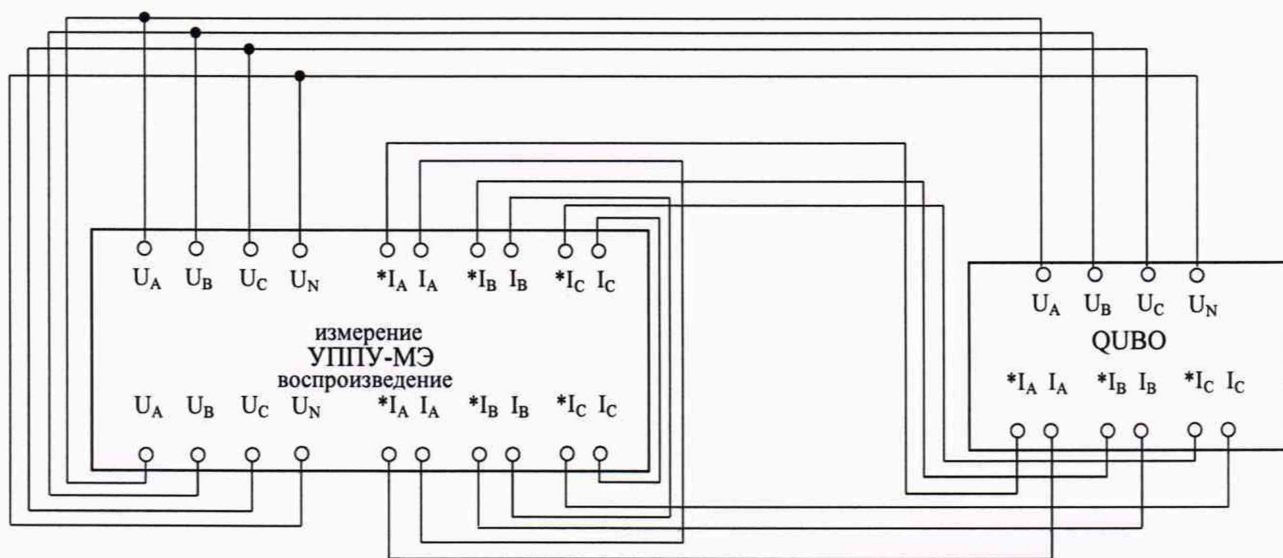 U_A U_B U_C U_N *I_A I_A *I_B I_B *I_C I_C
измерение
УППУ-МЭ
воспроизведение
U_A U_B U_C U_N *I_A I_A *I_B I_B *I_C I_C
U_A U_B U_C U_N
QUBO
*I_A I_A *I_B I_B *I_C I_C